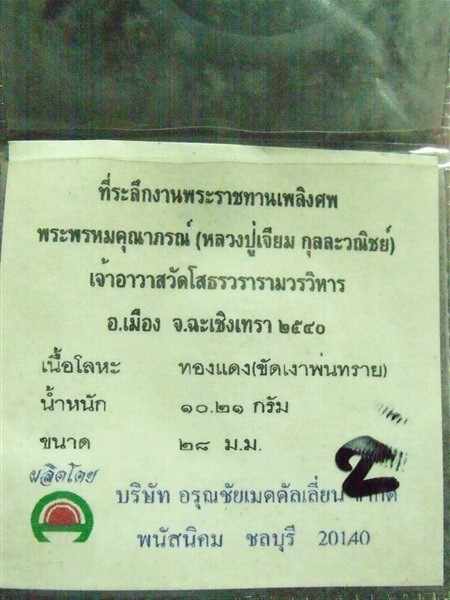 ที่ระลึกงานพระราชทานเพลิงศพ
พระพรหมคุณาภรณ์ (หลวงปู่เจียม กุลละวณิชย์)
เจ้าอาวาสวัดโสธรวรารามวรวิหาร
อ.เมือง จ.ฉะเชิงเทรา ๒๕๔๐
เนื้อโลหะ ทองแดง(ขัดเงาพ่นทราย)
น้ำหนัก ๑๐.๒๑ กรัม
ขนาด ๒๘ ม.ม.
2
ผลิตโดย
บริษัท อรุณชัยเมดดัลเลี่ยน จำกัด
พนัสนิคม ชลบุรี 20140